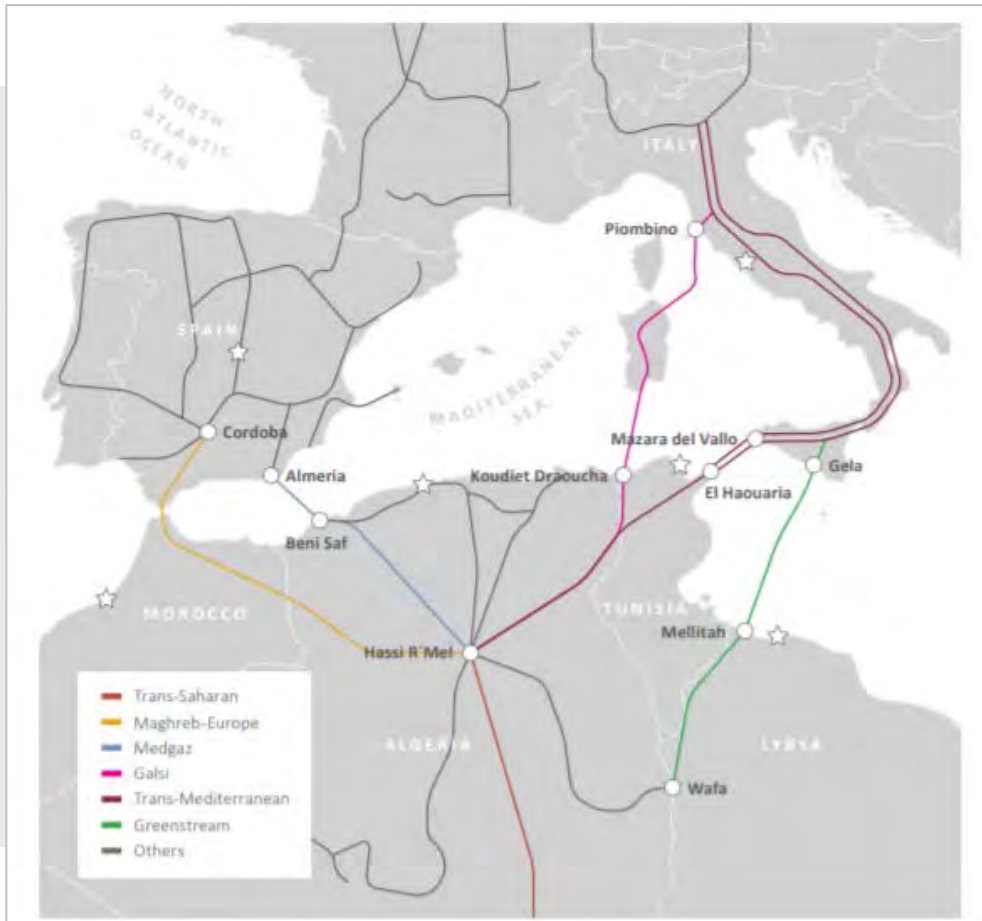 NORTH
ATLANTIC
OCEAN
ITALY
Piombino
SPAIN
MADITERRANEAN
SEA
Cordoba
Mazara del Vallo
Almeria
Koudiet Draoucha
Gela
El Haouaria
Beni Saf
MOROCCO
TUNISIA
Mellitah
Hassi R'Mel
Trans-Saharan
Maghreb-Europe
Medgaz
Galsi
Trans-Mediterranean
Greenstream
Others
ALGERIA
LYBYA
Wafa